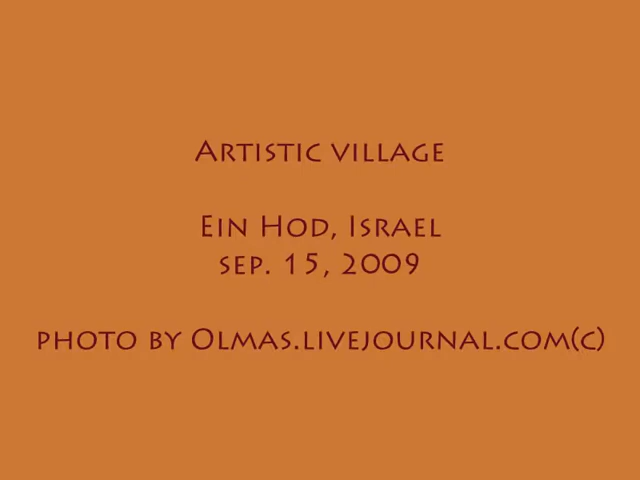 Artistic village
Ein Hod, Israel
sep. 15, 2009
photo by Olmas.livejournal.com(c)